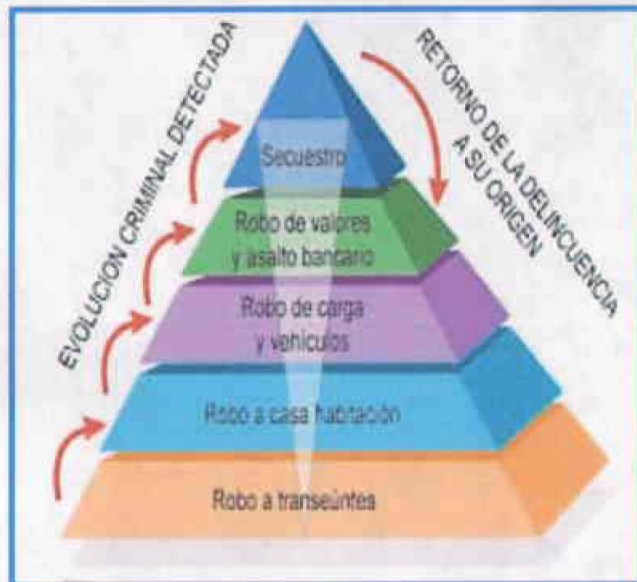 EVOLUCION CRIMINAL DETECTADA
RETORNO DE LA DELINCUENCIA
A SU ORIGEN
Secuestro
Robo de valores
y asalto bancario
Robo de carga
y vehículos
Robo a casa habitación
Robo a transeúntes